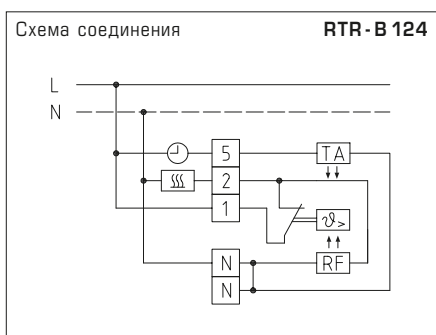 Схема соединения RTR-B 124
L
N
5 TA
2
1 ϑ>
N RF
N